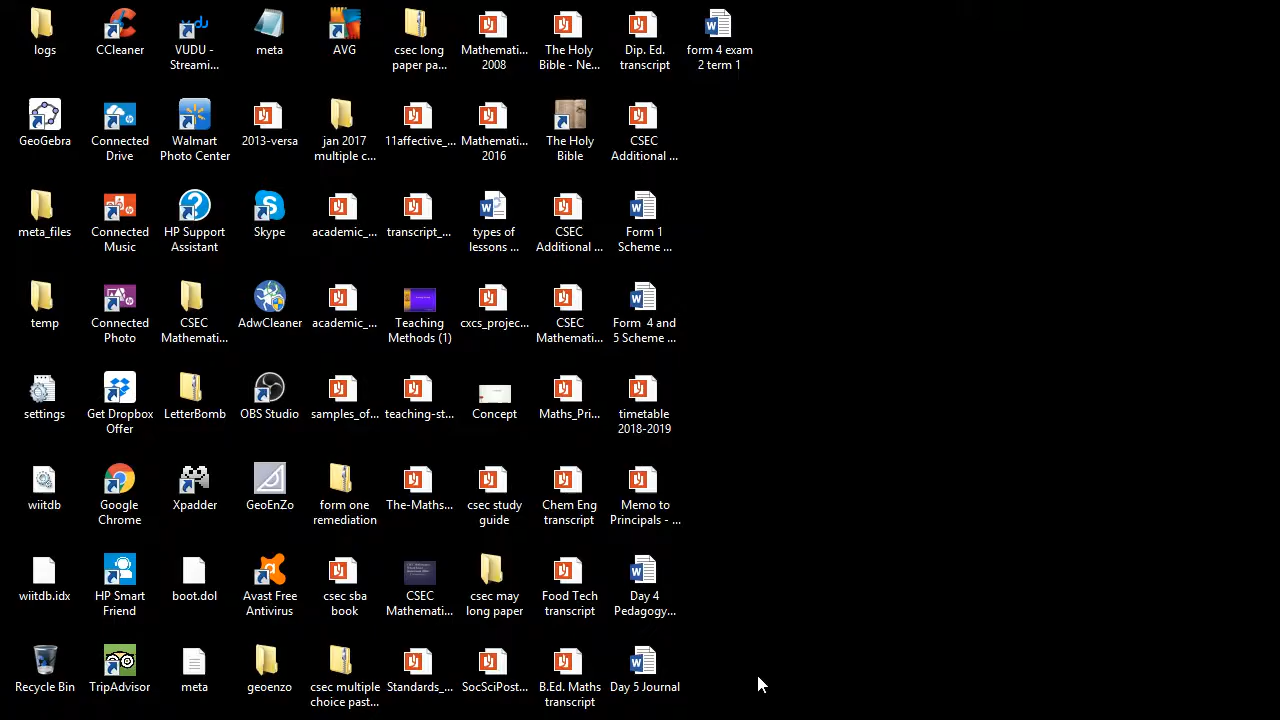 logs
CCleaner
VUDU -
Streami...
meta
AVG
csec long
paper pa...
Mathemati...
2008
The Holy
Bible - Ne...
Dip. Ed.
transcript
form 4 exam
2 term 1
GeoGebra
Connected
Drive
Walmart
Photo Center
2013-versa
jan 2017
multiple c...
11affective_...
Mathemati...
2016
The Holy
Bible
CSEC
Additional ...
meta_files
Connected
Music
HP Support
Assistant
Skype
academic_...
transcript_...
types of
lessons ...
CSEC
Additional ...
Form 1
Scheme ...
temp
Connected
Photo
CSEC
Mathemati...
AdwCleaner
academic_...
Teaching
Methods (1)
cxcs_projec...
CSEC
Mathemati...
Form  4 and
5 Scheme ...
settings
Get Dropbox
Offer
LetterBomb
OBS Studio
samples_of...
teaching-st...
Concept
Maths_Pri...
timetable
2018-2019
wiitdb
Google
Chrome
Xpadder
GeoEnZo
form one
remediation
The-Maths...
csec study
guide
Chem Eng
transcript
Memo to
Principals - ...
wiitdb.idx
HP Smart
Friend
boot.dol
Avast Free
Antivirus
csec sba
book
CSEC
Mathemati...
csec may
long paper
Food Tech
transcript
Day 4
Pedagogy...
Recycle Bin
TripAdvisor
meta
geoenzo
csec multiple
choice past...
Standards_...
SocSciPost...
B.Ed. Maths
transcript
Day 5 Journal